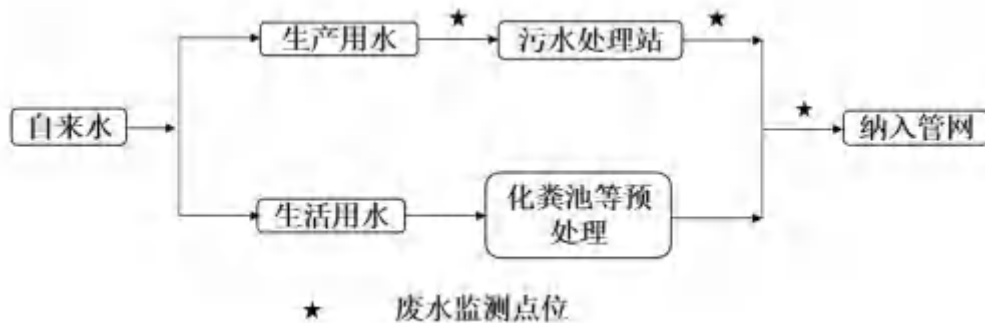 ★ ★
生产用水 污水处理站
★
自来水 纳入管网
生活用水 化粪池等预
处理
★ 废水监测点位